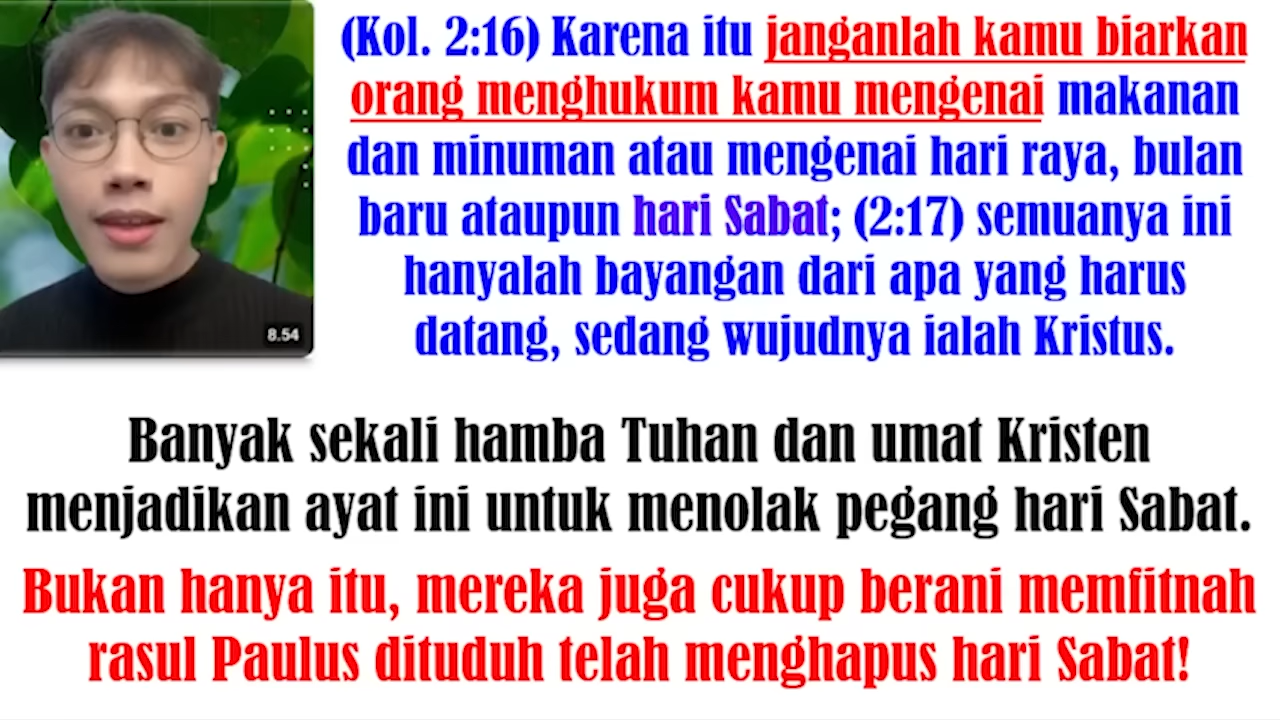 (Kol. 2:16) Karena itu janganlah kamu biarkan
orang menghukum kamu mengenai makanan
dan minuman atau mengenai hari raya, bulan
baru ataupun hari Sabat; (2:17) semuanya ini
hanyalah bayangan dari apa yang harus
datang, sedang wujudnya ialah Kristus.
8.54
Banyak sekali hamba Tuhan dan umat Kristen
menjadikan ayat ini untuk menolak pegang hari Sabat.
Bukan hanya itu, mereka juga cukup berani memfitnah
rasul Paulus dituduh telah menghapus hari Sabat!